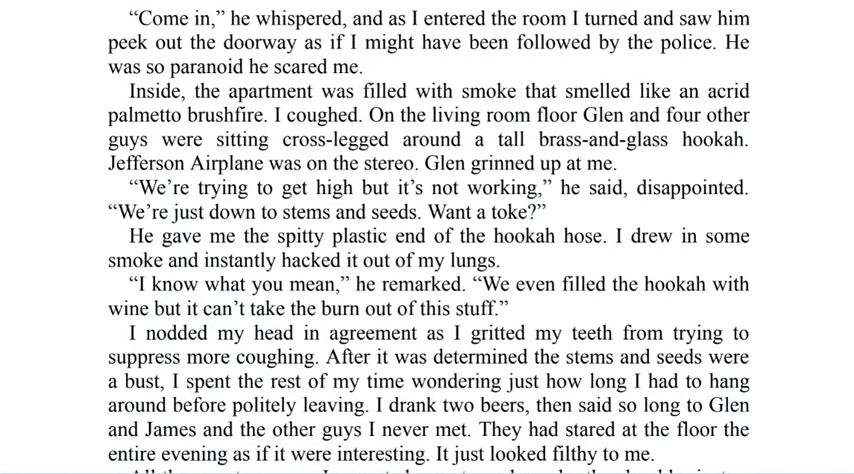 “Come in,” he whispered, and as I entered the room I turned and saw him
peek out the doorway as if I might have been followed by the police. He
was so paranoid he scared me.
Inside, the apartment was filled with smoke that smelled like an acrid
palmetto brushfire. I coughed. On the living room floor Glen and four other
guys were sitting cross-legged around a tall brass-and-glass hookah.
Jefferson Airplane was on the stereo. Glen grinned up at me.
“We’re trying to get high but it’s not working,” he said, disappointed.
“We’re just down to stems and seeds. Want a toke?”
He gave me the spitty plastic end of the hookah hose. I drew in some
smoke and instantly hacked it out of my lungs.
“I know what you mean,” he remarked. “We even filled the hookah with
wine but it can’t take the burn out of this stuff.”
I nodded my head in agreement as I gritted my teeth from trying to
suppress more coughing. After it was determined the stems and seeds were
a bust, I spent the rest of my time wondering just how long I had to hang
around before politely leaving. I drank two beers, then said so long to Glen
and James and the other guys I never met. They had stared at the floor the
entire evening as if it were interesting. It just looked filthy to me.